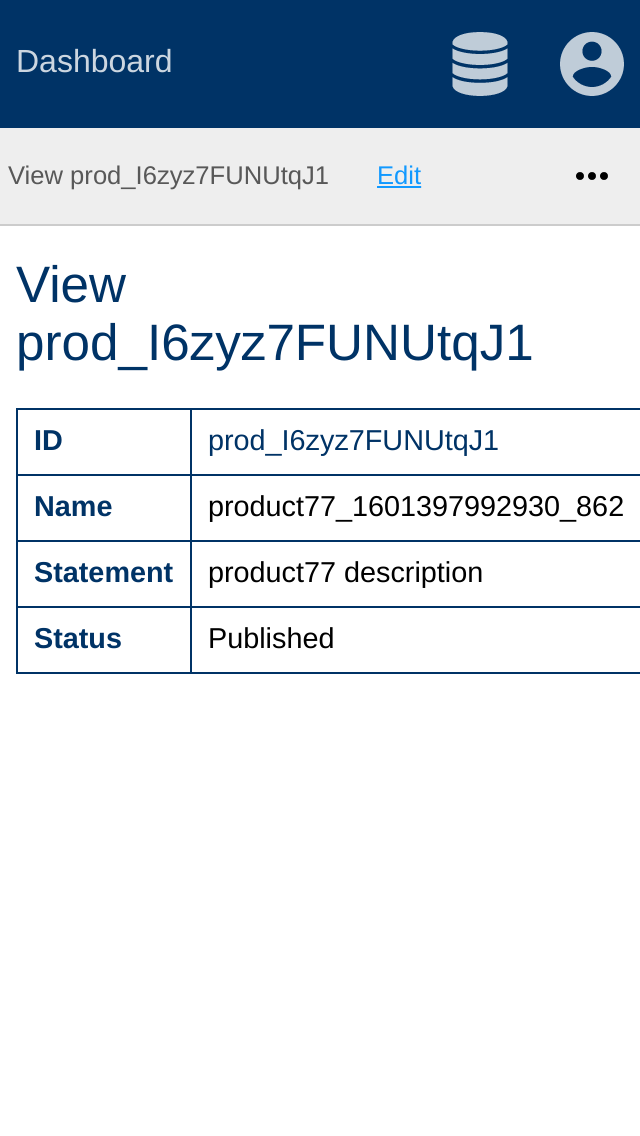 Dashboard
View prod_I6zyz7FUNUtqJ1 Edit •••
View
prod_I6zyz7FUNUtqJ1
ID prod_I6zyz7FUNUtqJ1
Name product77_1601397992930_862
Statement product77 description
Status Published